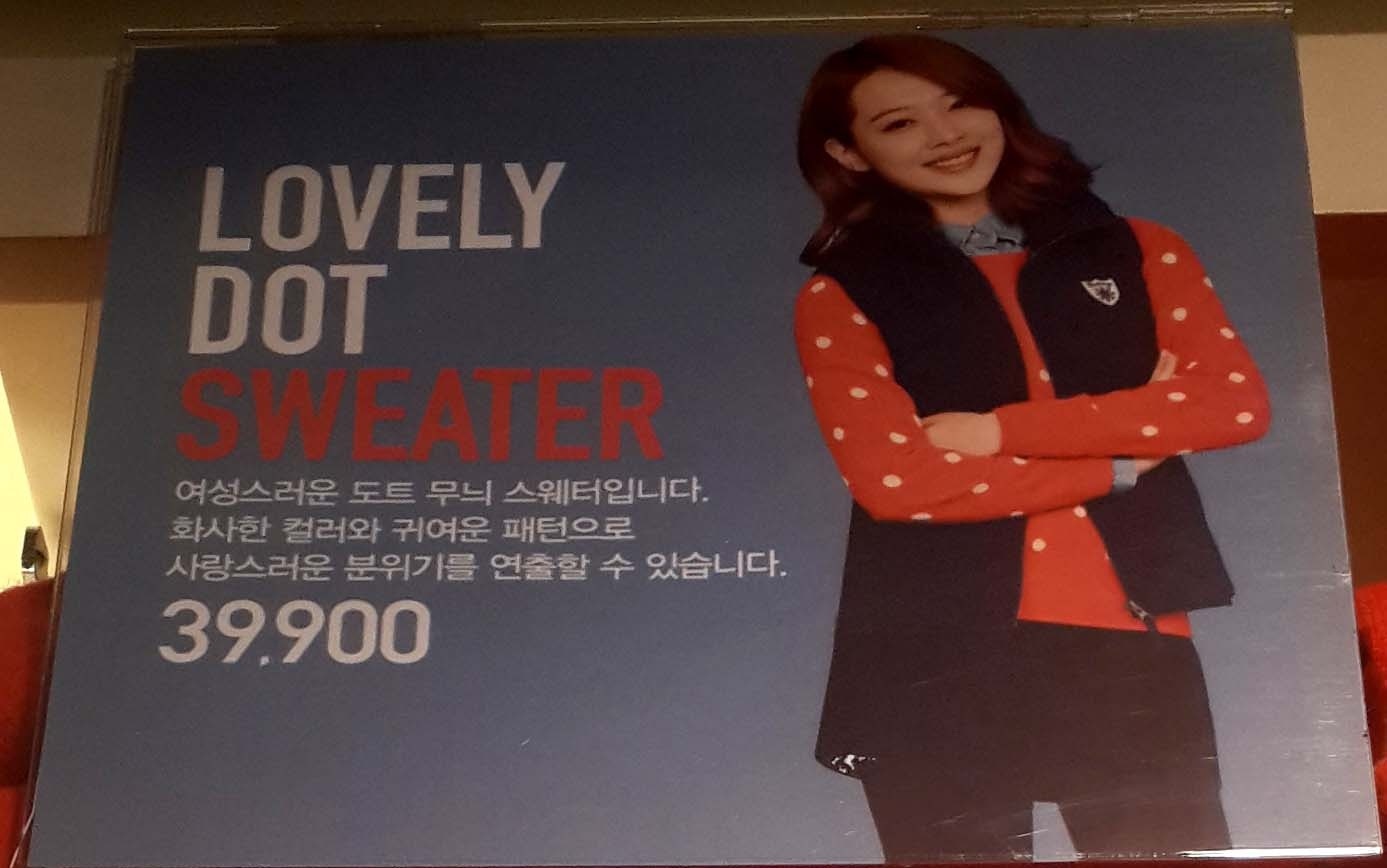 LOVELY
DOT
SWEATER
여성스러운 도트 무늬 스웨터입니다.
화사한 컬러와 귀여운 패턴으로
사랑스러운 분위기를 연출할 수 있습니다.
39,900